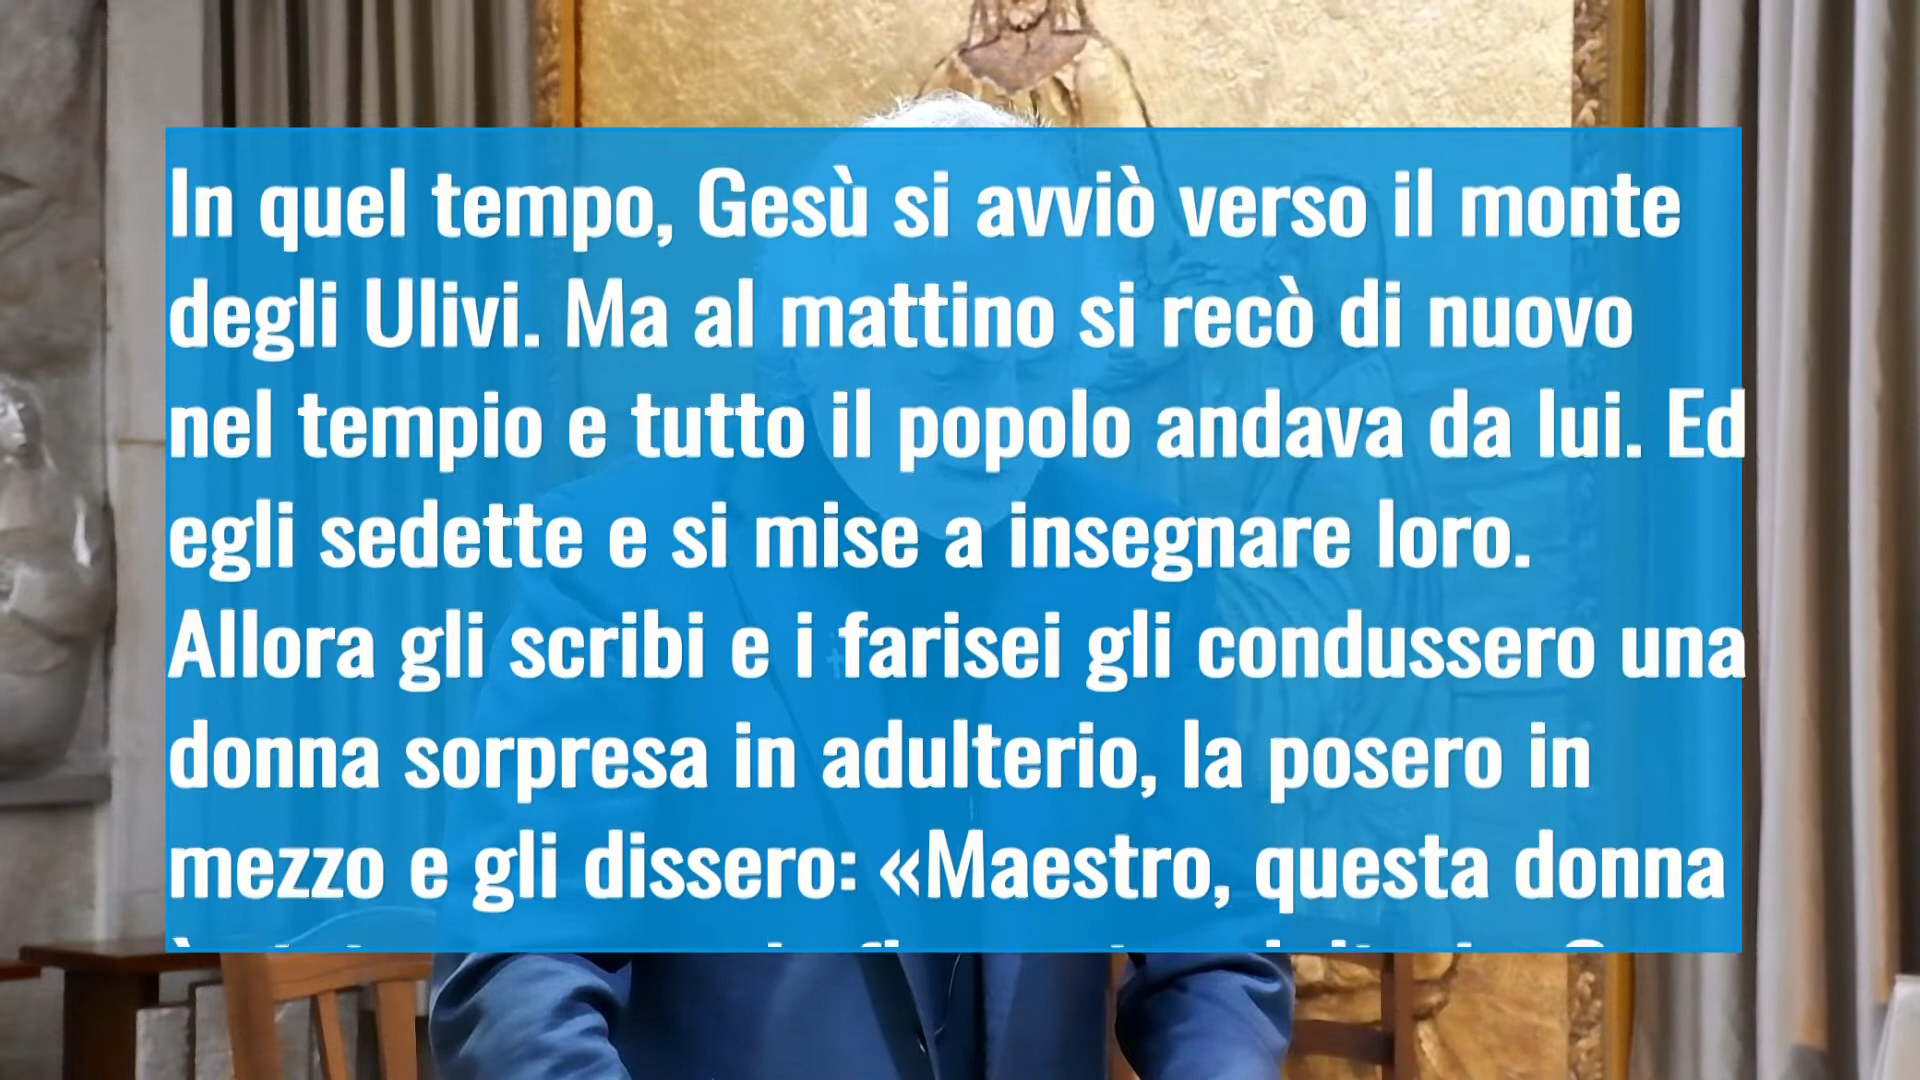 In quel tempo, Gesù si avviò verso il monte
degli Ulivi. Ma al mattino si recò di nuovo
nel tempio e tutto il popolo andava da lui. Ed
egli sedette e si mise a insegnare loro.
Allora gli scribi e i farisei gli condussero una
donna sorpresa in adulterio, la posero in
mezzo e gli dissero: «Maestro, questa donna